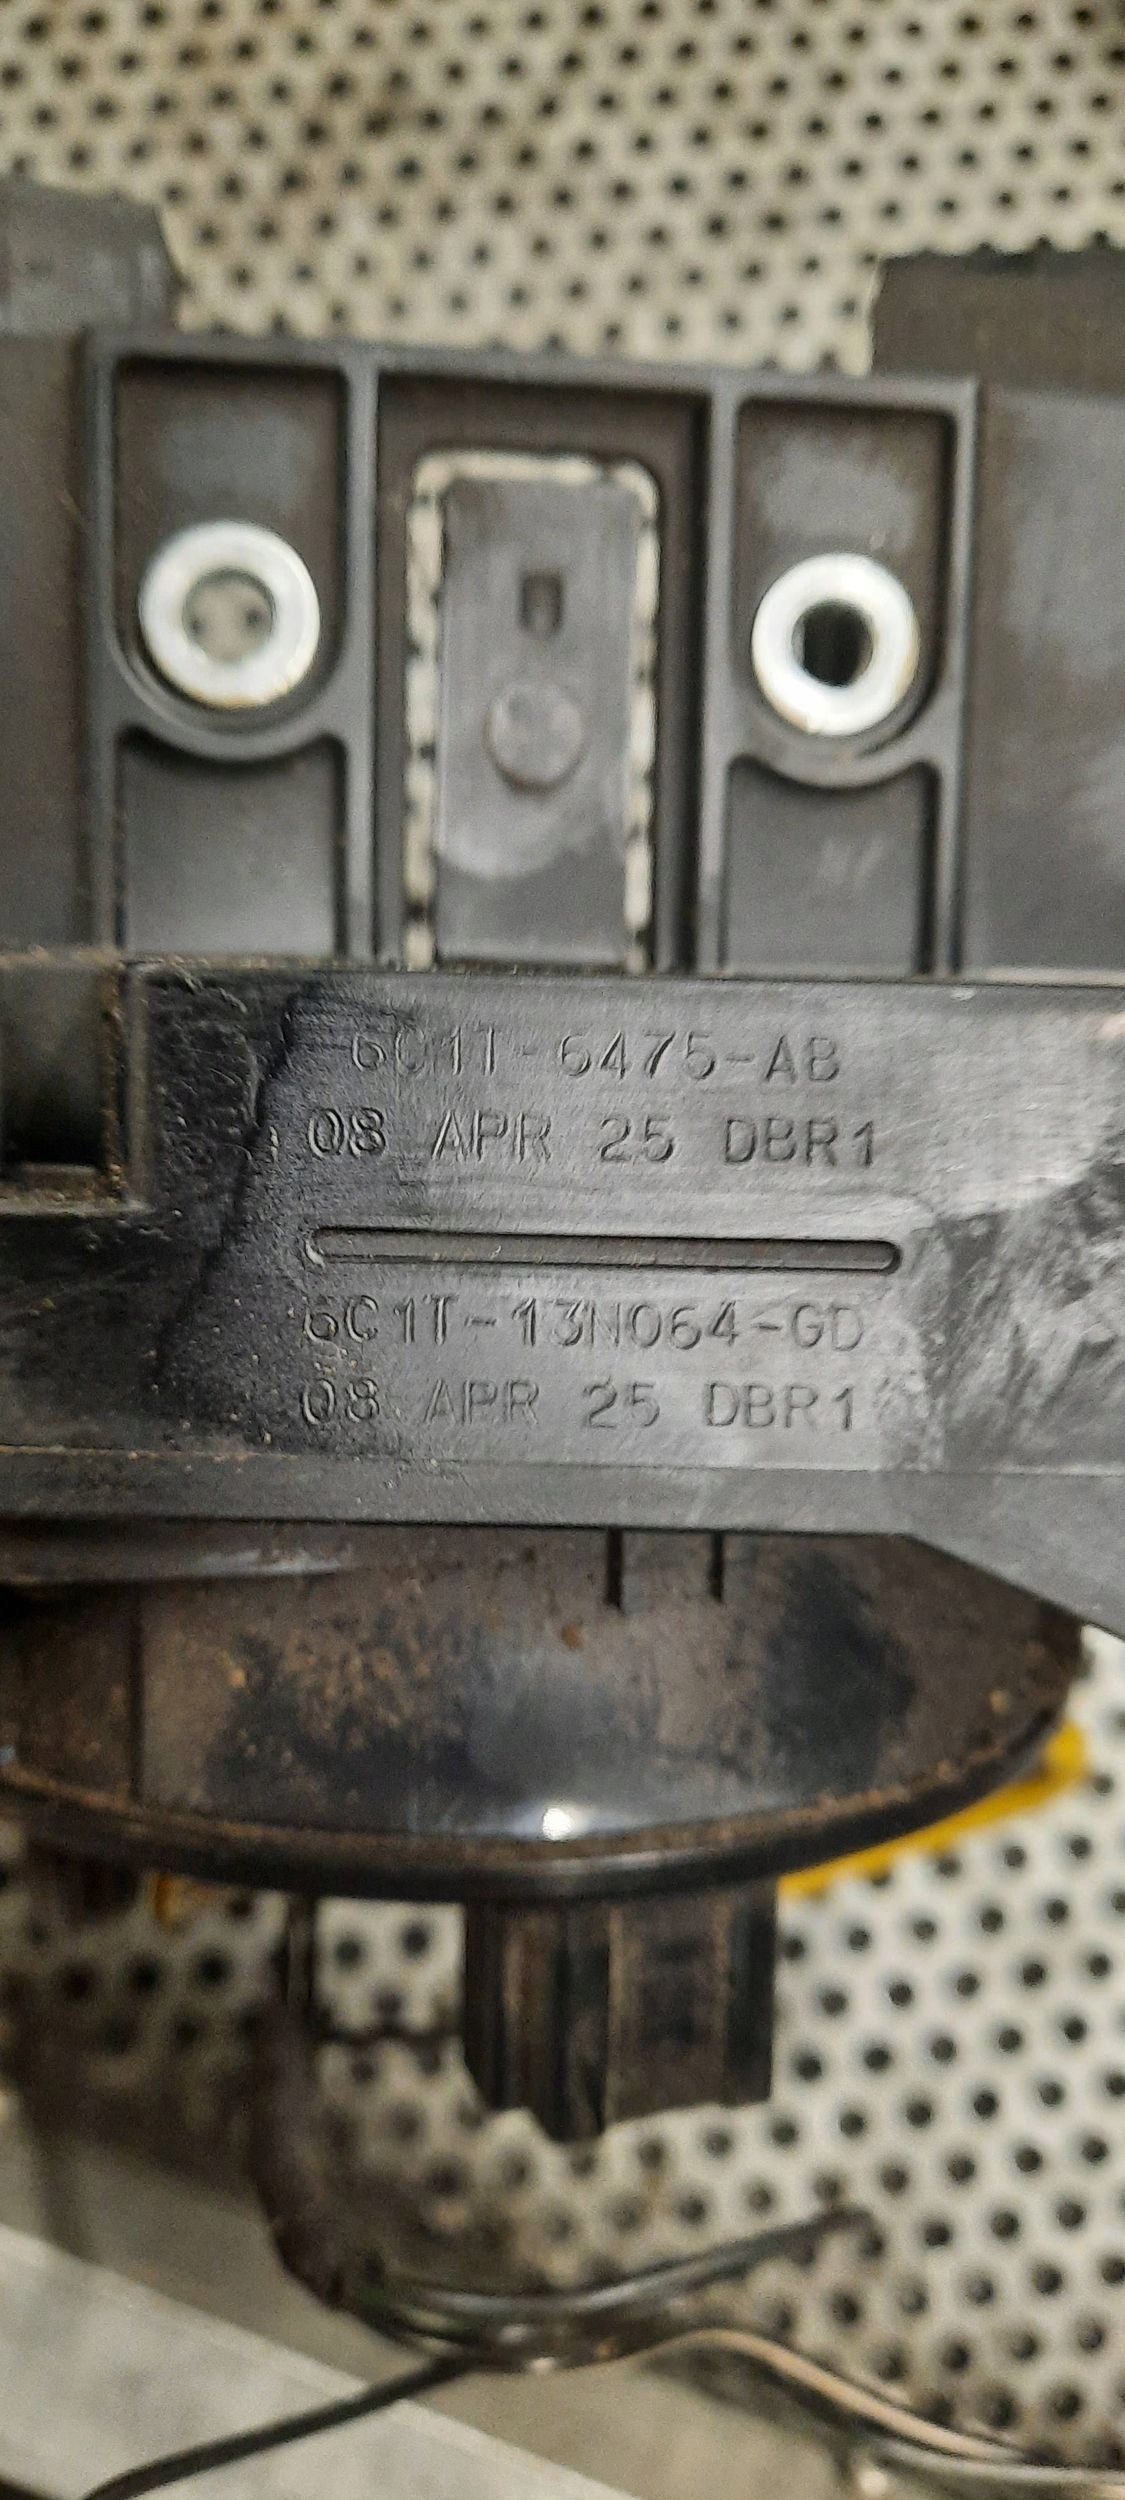 6C1T-6475-AB
08 APR 25 DBR1
6C1T-13N064-GD
08 APR 25 DBR1